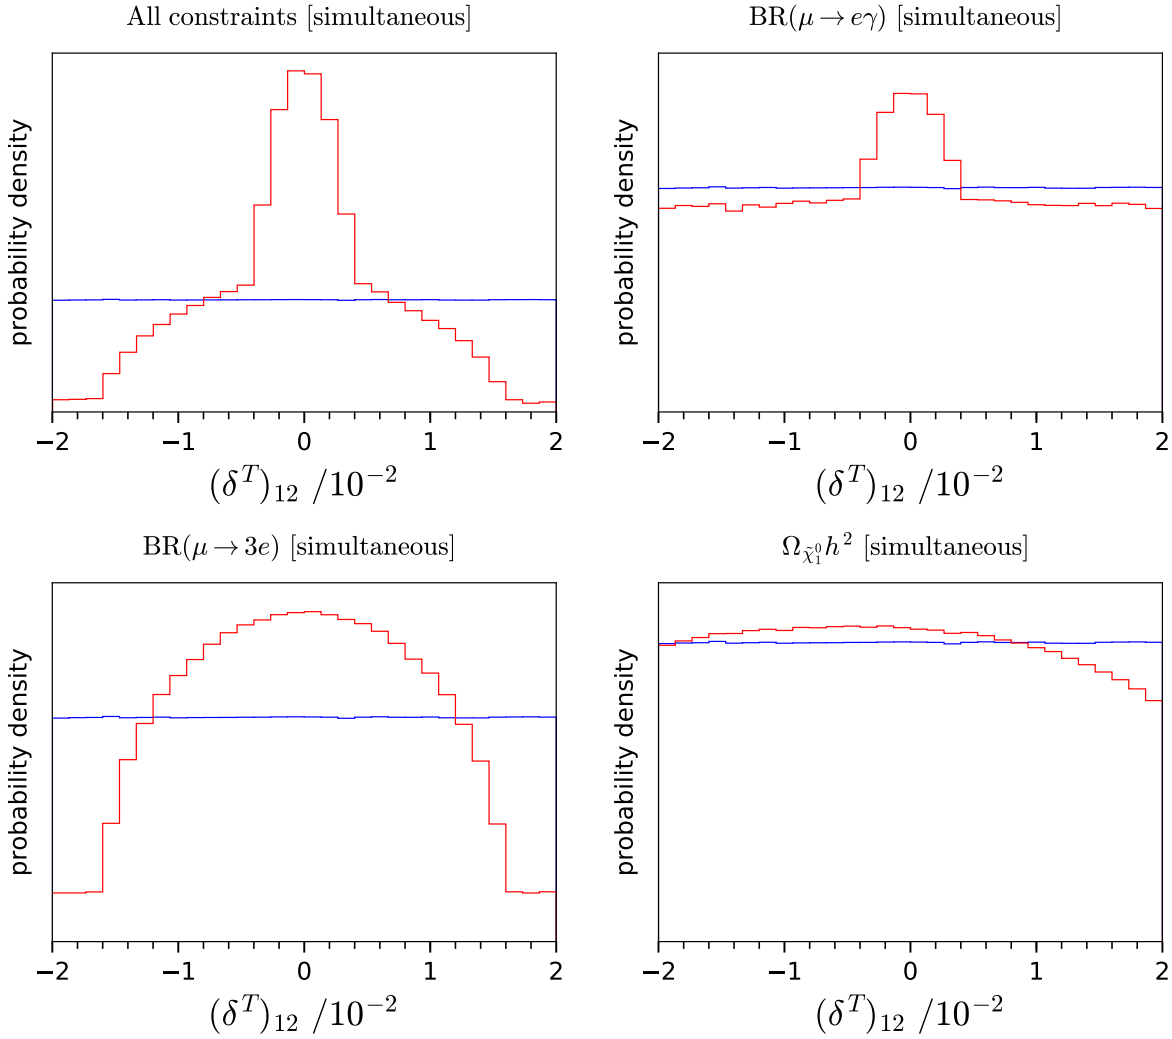 All constraints [simultaneous]
probability density
−2 −1 0 1 2
(δ^T)_12 /10^−2
BR(μ → eγ) [simultaneous]
probability density
−2 −1 0 1 2
(δ^T)_12 /10^−2
BR(μ → 3e) [simultaneous]
probability density
−2 −1 0 1 2
(δ^T)_12 /10^−2
Ω_χ̃₁⁰ h² [simultaneous]
probability density
−2 −1 0 1 2
(δ^T)_12 /10^−2